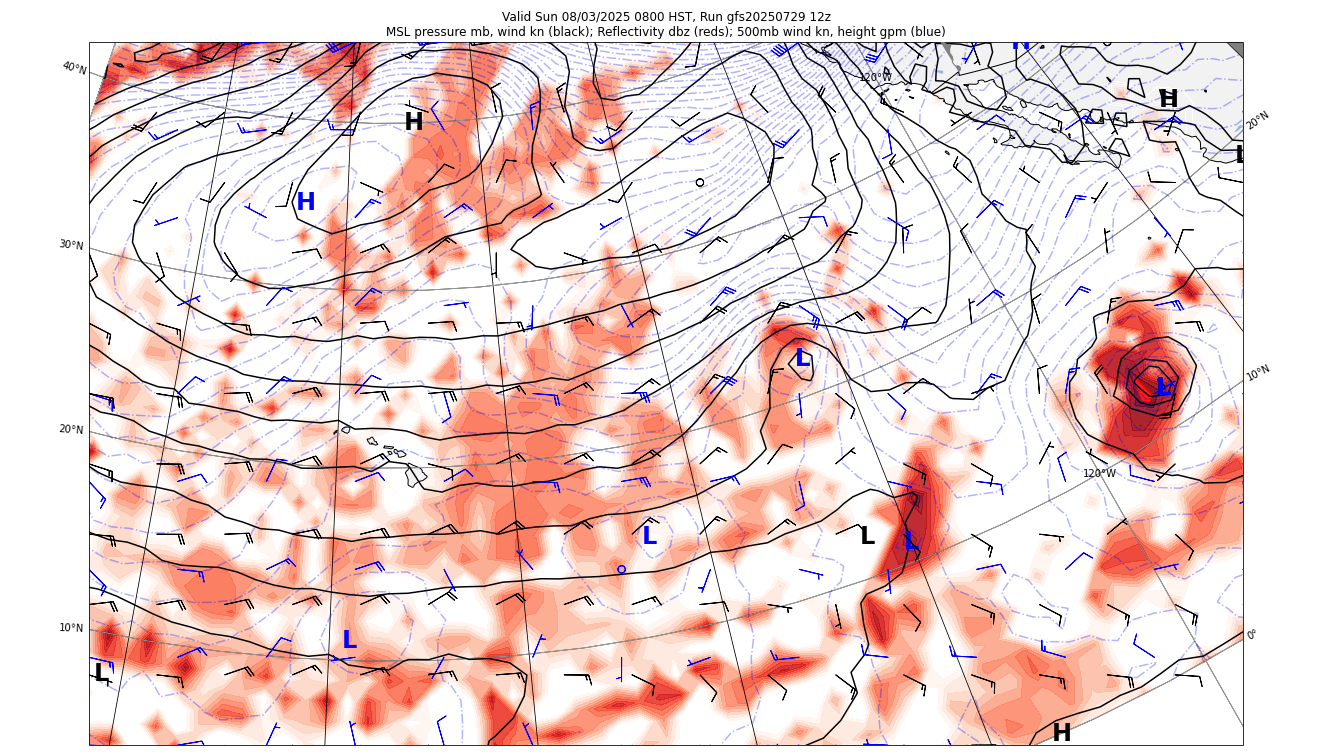 Valid Sun 08/03/2025 0800 HST, Run gfs20250729 12z
MSL pressure mb, wind kn (black); Reflectivity dbz (reds); 500mb wind kn, height gpm (blue)
H
40°N
120°W
H
20°N
H
L
H
30°N
L
10°N
L
20°N
120°W
L
L
L
10°N
0°
L
L
H